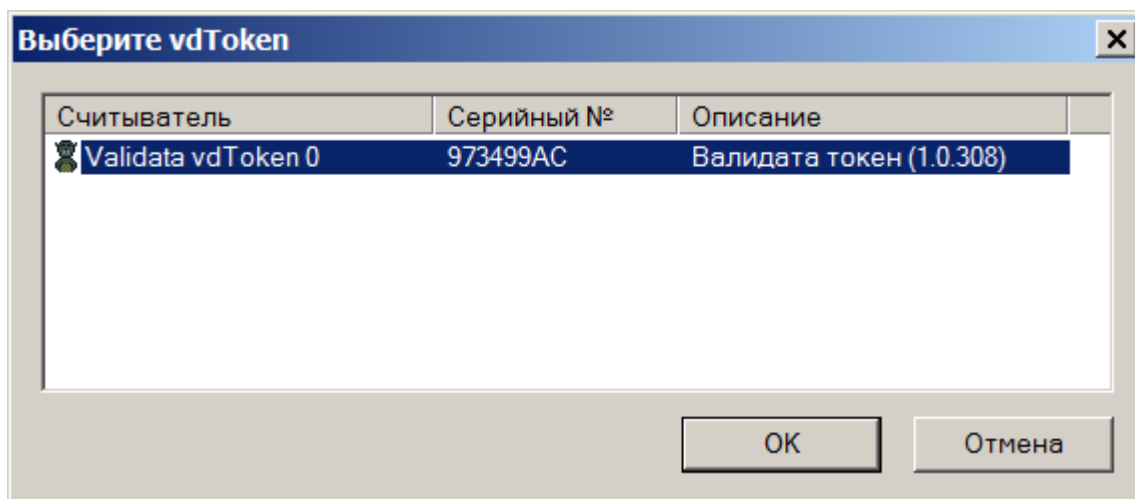 Выберите vdToken
Считыватель Серийный № Описание
Validata vdToken 0 973499AC Валидата токен (1.0.308)
OK Отмена